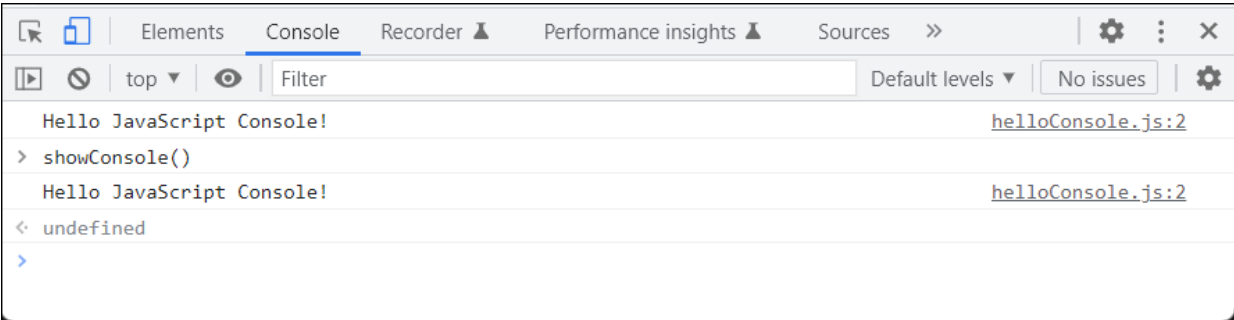 Elements Console Recorder Performance insights Sources
top Filter Default levels No issues
Hello JavaScript Console! helloConsole.js:2
showConsole()
Hello JavaScript Console! helloConsole.js:2
undefined